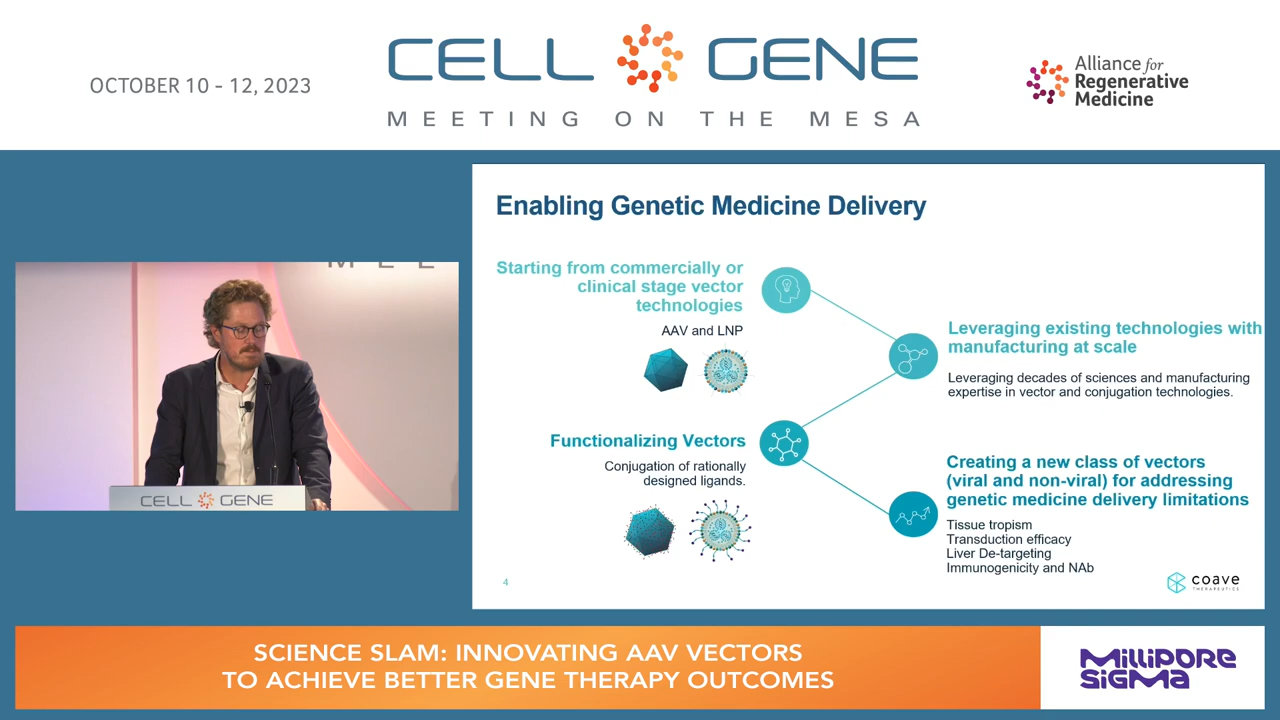 OCTOBER 10 - 12, 2023
CELL GENE
MEETING ON THE MESA
Alliance for
Regenerative
Medicine
Enabling Genetic Medicine Delivery
Starting from commercially or
clinical stage vector
technologies
AAV and LNP
Leveraging existing technologies with
manufacturing at scale
Leveraging decades of sciences and manufacturing
expertise in vector and conjugation technologies.
Functionalizing Vectors
Conjugation of rationally
designed ligands.
Creating a new class of vectors
(viral and non-viral) for addressing
genetic medicine delivery limitations
Tissue tropism
Transduction efficacy
Liver De-targeting
Immunogenicity and NAb
4
coave
THERAPEUTICS
MEE
CELL GENE
SCIENCE SLAM: INNOVATING AAV VECTORS
TO ACHIEVE BETTER GENE THERAPY OUTCOMES
Millipore
Sigma